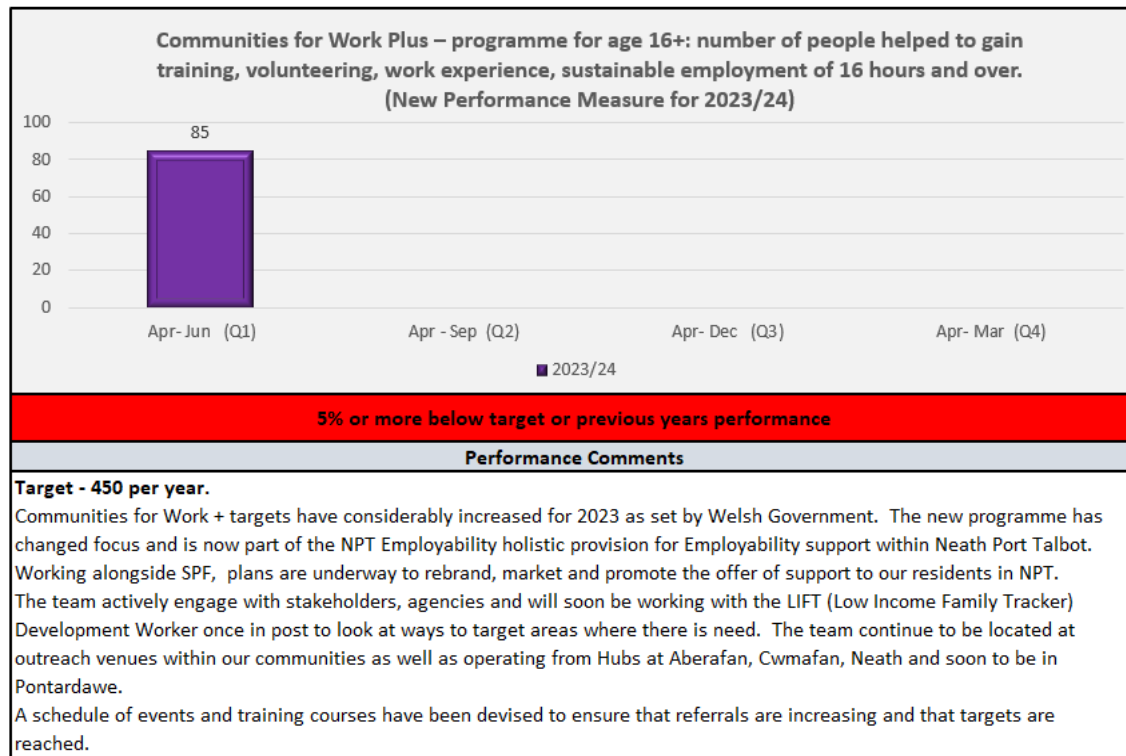 Communities for Work Plus – programme for age 16+: number of people helped to gain
training, volunteering, work experience, sustainable employment of 16 hours and over.
(New Performance Measure for 2023/24)
100
80
60
40
20
0
85
Apr- Jun (Q1)
Apr - Sep (Q2)
Apr- Dec (Q3)
Apr- Mar (Q4)
2023/24
5% or more below target or previous years performance
Performance Comments
Target - 450 per year.
Communities for Work + targets have considerably increased for 2023 as set by Welsh Government. The new programme has
changed focus and is now part of the NPT Employability holistic provision for Employability support within Neath Port Talbot.
Working alongside SPF, plans are underway to rebrand, market and promote the offer of support to our residents in NPT.
The team actively engage with stakeholders, agencies and will soon be working with the LIFT (Low Income Family Tracker)
Development Worker once in post to look at ways to target areas where there is need. The team continue to be located at
outreach venues within our communities as well as operating from Hubs at Aberafan, Cwmafan, Neath and soon to be in
Pontardawe.
A schedule of events and training courses have been devised to ensure that referrals are increasing and that targets are
reached.